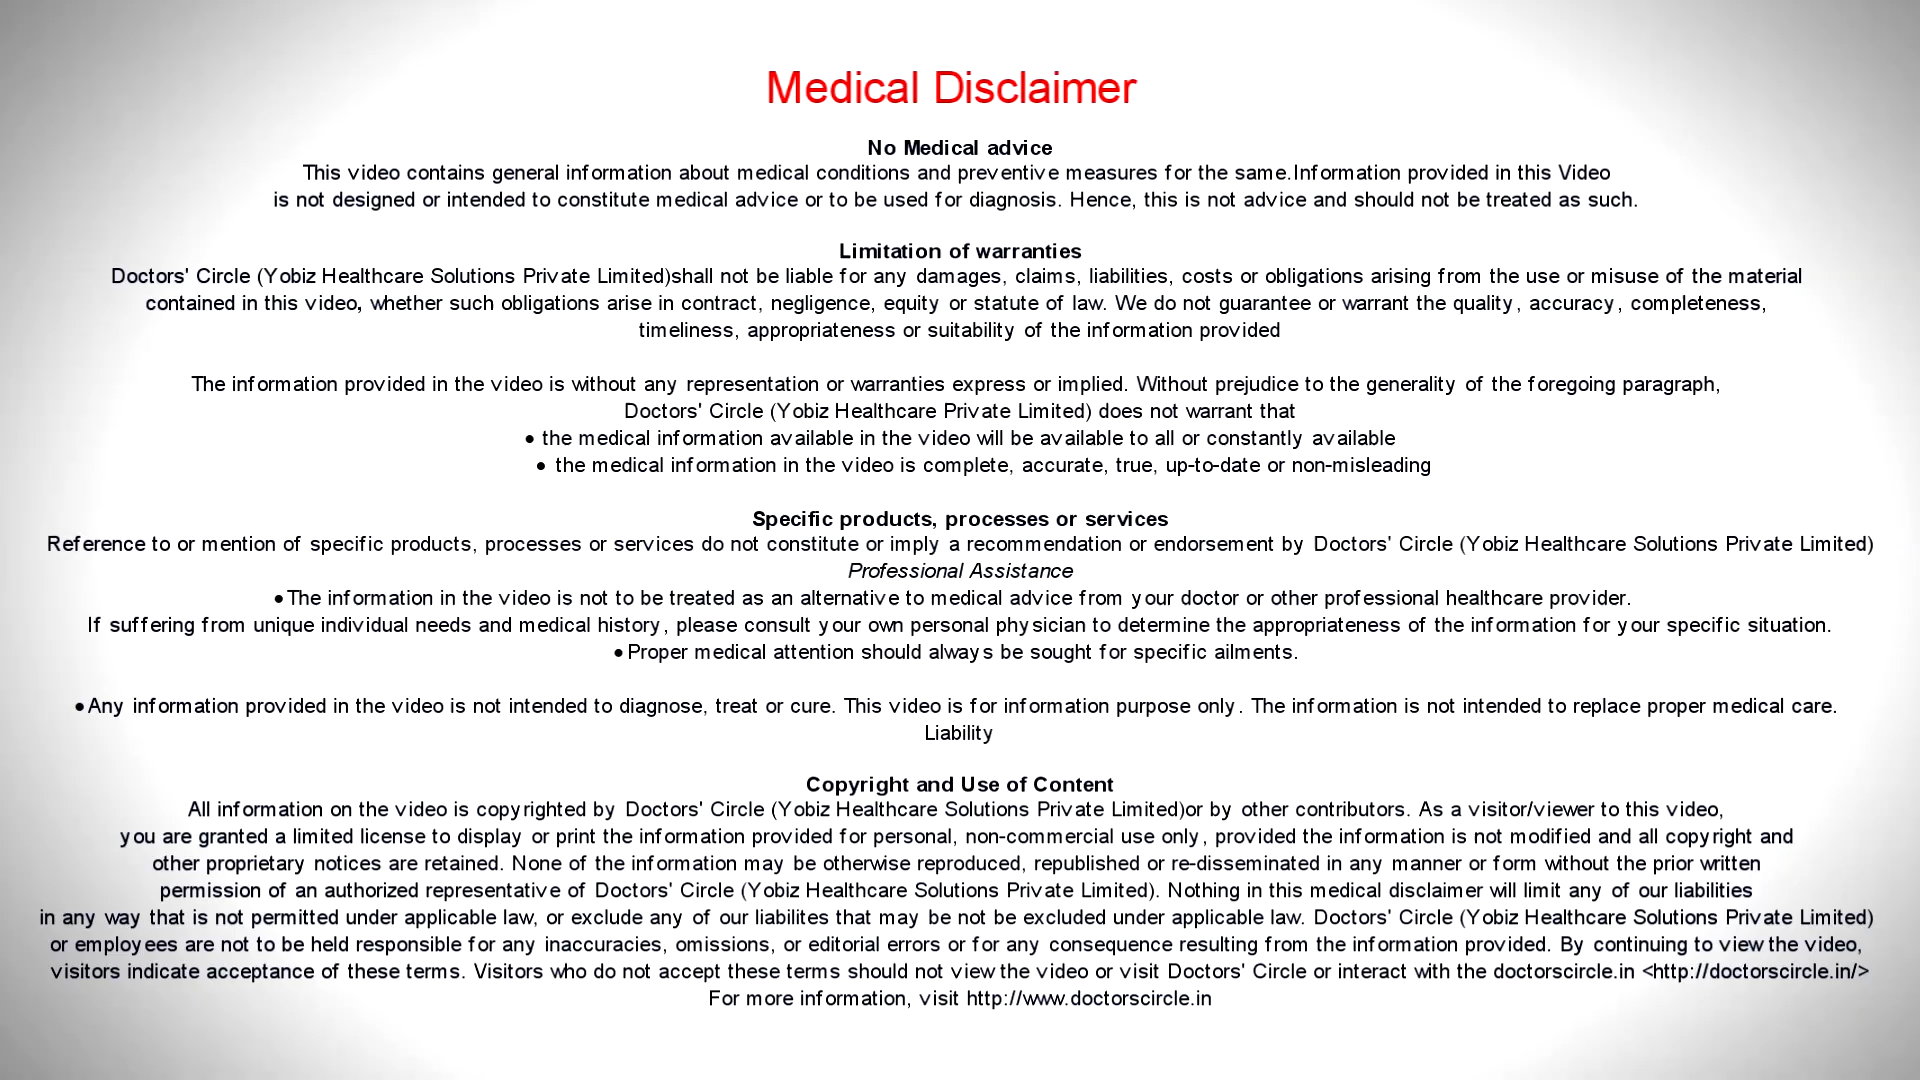 Medical Disclaimer
No Medical advice
This video contains general information about medical conditions and preventive measures for the same.Information provided in this Video
is not designed or intended to constitute medical advice or to be used for diagnosis. Hence, this is not advice and should not be treated as such.
Limitation of warranties
Doctors' Circle (Yobiz Healthcare Solutions Private Limited)shall not be liable for any damages, claims, liabilities, costs or obligations arising from the use or misuse of the material
contained in this video, whether such obligations arise in contract, negligence, equity or statute of law. We do not guarantee or warrant the quality, accuracy, completeness,
timeliness, appropriateness or suitability of the information provided
The information provided in the video is without any representation or warranties express or implied. Without prejudice to the generality of the foregoing paragraph,
Doctors' Circle (Yobiz Healthcare Private Limited) does not warrant that
• the medical information available in the video will be available to all or constantly available
• the medical information in the video is complete, accurate, true, up-to-date or non-misleading
Specific products, processes or services
Reference to or mention of specific products, processes or services do not constitute or imply a recommendation or endorsement by Doctors' Circle (Yobiz Healthcare Solutions Private Limited)
Professional Assistance
•The information in the video is not to be treated as an alternative to medical advice from your doctor or other professional healthcare provider.
If suffering from unique individual needs and medical history, please consult your own personal physician to determine the appropriateness of the information for your specific situation.
•Proper medical attention should always be sought for specific ailments.
•Any information provided in the video is not intended to diagnose, treat or cure. This video is for information purpose only. The information is not intended to replace proper medical care.
Liability
Copyright and Use of Content
All information on the video is copyrighted by Doctors' Circle (Yobiz Healthcare Solutions Private Limited)or by other contributors. As a visitor/viewer to this video,
you are granted a limited license to display or print the information provided for personal, non-commercial use only, provided the information is not modified and all copyright and
other proprietary notices are retained. None of the information may be otherwise reproduced, republished or re-disseminated in any manner or form without the prior written
permission of an authorized representative of Doctors' Circle (Yobiz Healthcare Solutions Private Limited). Nothing in this medical disclaimer will limit any of our liabilities
in any way that is not permitted under applicable law, or exclude any of our liabilites that may be not be excluded under applicable law. Doctors' Circle (Yobiz Healthcare Solutions Private Limited)
or employees are not to be held responsible for any inaccuracies, omissions, or editorial errors or for any consequence resulting from the information provided. By continuing to view the video,
visitors indicate acceptance of these terms. Visitors who do not accept these terms should not view the video or visit Doctors' Circle or interact with the doctorscircle.in <http://doctorscircle.in/>
For more information, visit http://www.doctorscircle.in